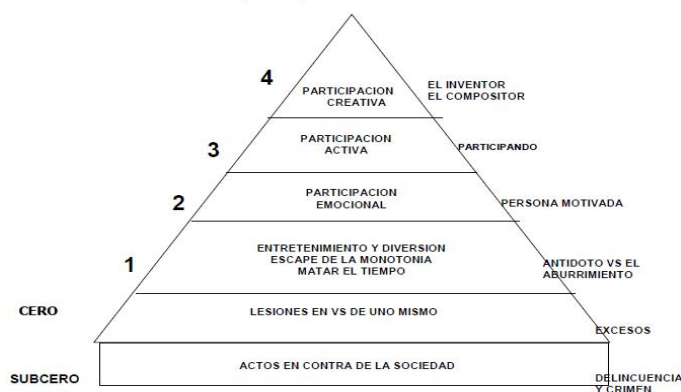 4
PARTICIPACION
CREATIVA
EL INVENTOR
EL COMPOSITOR
3
PARTICIPACION
ACTIVA
PARTICIPANDO
2
PARTICIPACION
EMOCIONAL
PERSONA MOTIVADA
1
ENTRETENIMIENTO Y DIVERSION
ESCAPE DE LA MONOTONIA
MATAR EL TIEMPO
ANTIDOTO VS EL
ABURRIMIENTO
CERO
LESIONES EN VS DE UNO MISMO
EXCESOS
SUBCERO
ACTOS EN CONTRA DE LA SOCIEDAD
DELINCUENCIA
Y CRIMEN